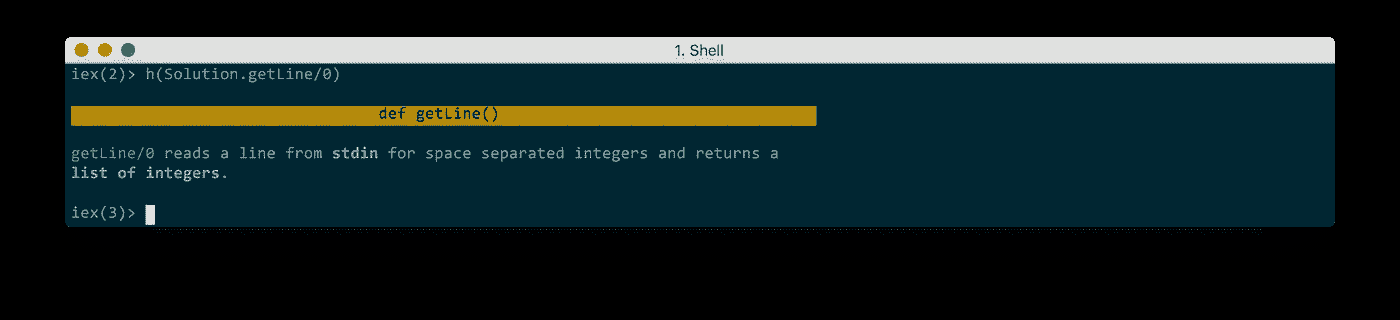 1. Shell
iex(2)> h(Solution.getLine/0)
def getLine()
getLine/0 reads a line from stdin for space separated integers and returns a
list of integers.
iex(3)>